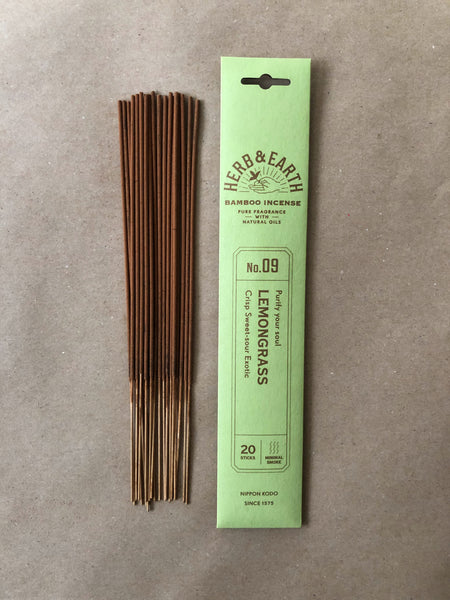 HERB & EARTH
BAMBOO INCENSE
PURE FRAGRANCE
WITH
NATURAL OILS
No.09
Purify your soul
LEMONGRASS
Crisp Sweet-sour Exotic
20
STICKS
MINIMAL
SMOKE
NIPPON KODO
SINCE 1575